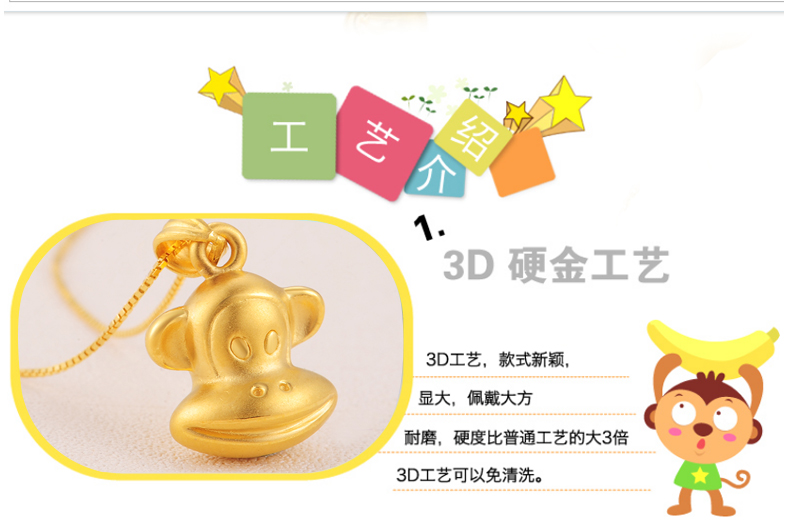 工艺介绍
1.
3D 硬金工艺
3D工艺，款式新颖，
显大，佩戴大方
耐磨，硬度比普通工艺的大3倍
3D工艺可以免清洗。